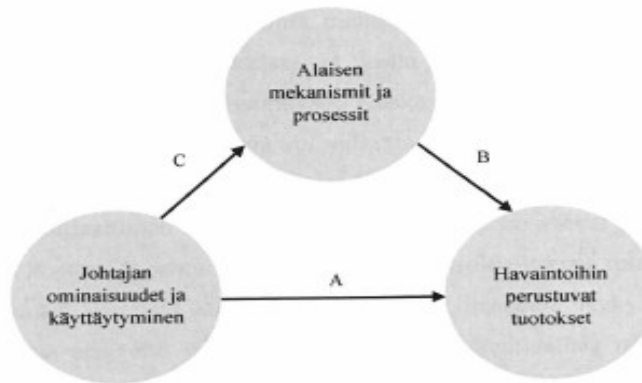 Alaisen
mekanismit ja
prosessit
C
B
Johtajan
ominaisuudet ja
käyttäytyminen
A
Havaintoihin
perustuvat
tuotokset